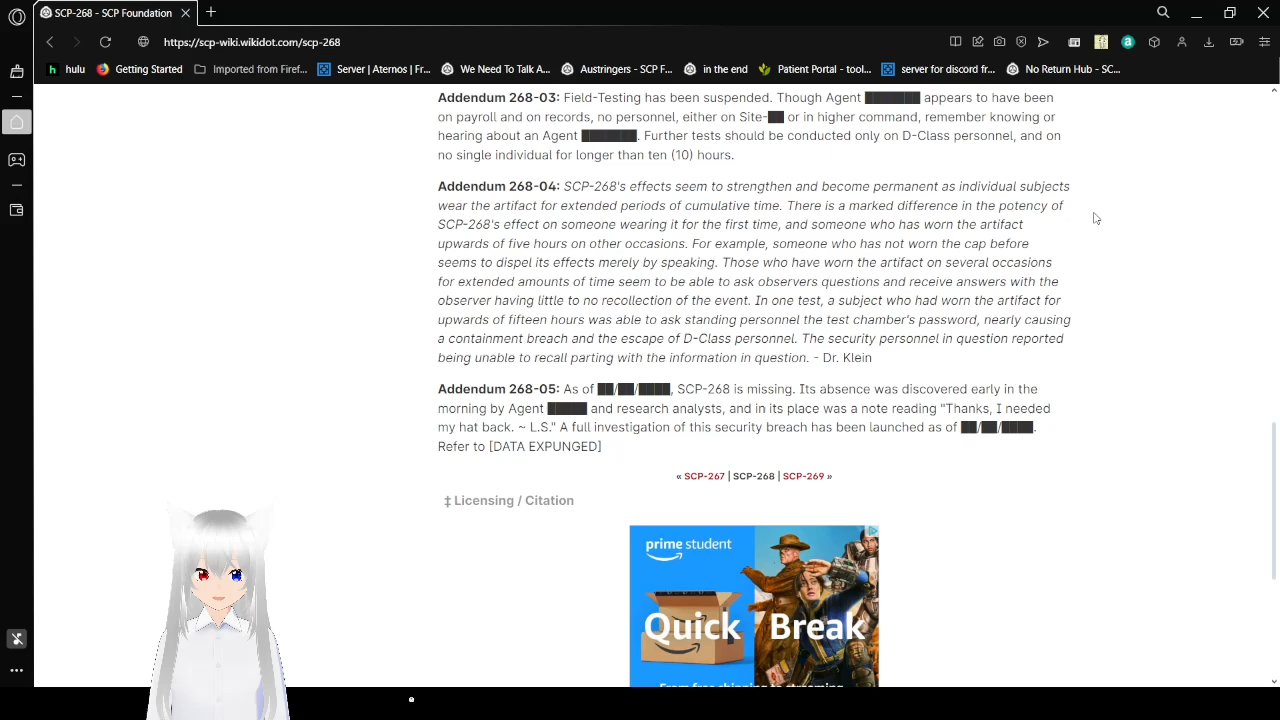 SCP-268 - SCP Foundation
https://scp-wiki.wikidot.com/scp-268
hulu Getting Started Imported from Firef... Server | Aternos | Fr... We Need To Talk A... Austringers - SCP F... in the end Patient Portal - tool... server for discord fr... No Return Hub - SC...
Addendum 268-03: Field-Testing has been suspended. Though Agent ███████ appears to have been
on payroll and on records, no personnel, either on Site-██ or in higher command, remember knowing or
hearing about an Agent ███████. Further tests should be conducted only on D-Class personnel, and on
no single individual for longer than ten (10) hours.
Addendum 268-04: SCP-268's effects seem to strengthen and become permanent as individual subjects
wear the artifact for extended periods of cumulative time. There is a marked difference in the potency of
SCP-268's effect on someone wearing it for the first time, and someone who has worn the artifact
upwards of five hours on other occasions. For example, someone who has not worn the cap before
seems to dispel its effects merely by speaking. Those who have worn the artifact on several occasions
for extended amounts of time seem to be able to ask observers questions and receive answers with the
observer having little to no recollection of the event. In one test, a subject who had worn the artifact for
upwards of fifteen hours was able to ask standing personnel the test chamber's password, nearly causing
a containment breach and the escape of D-Class personnel. The security personnel in question reported
being unable to recall parting with the information in question. - Dr. Klein
Addendum 268-05: As of ██/██/████, SCP-268 is missing. Its absence was discovered early in the
morning by Agent █████ and research analysts, and in its place was a note reading "Thanks, I needed
my hat back. ~ L.S." A full investigation of this security breach has been launched as of ██/██/████.
Refer to [DATA EXPUNGED]
« SCP-267 | SCP-268 | SCP-269 »
‡ Licensing / Citation
prime student
Quick Break
From free shipping to streaming